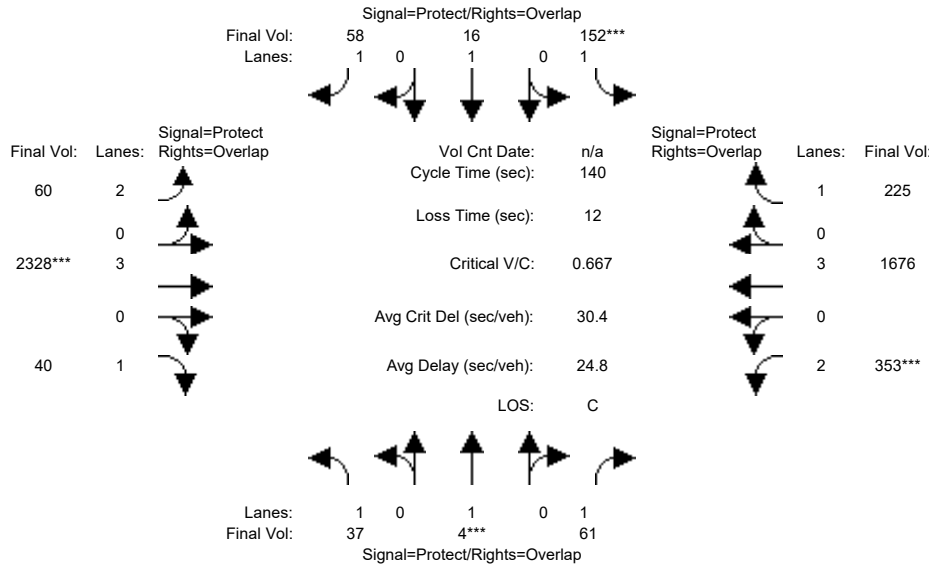 Signal=Protect/Rights=Overlap
Final Vol: 58 16 152***
Lanes: 1 0 1 0 1
Signal=Protect
Final Vol: Lanes: Rights=Overlap
Vol Cnt Date: n/a
Signal=Protect
Rights=Overlap Lanes: Final Vol:
Cycle Time (sec): 140
60 2 1 225
Loss Time (sec): 12
0 0
2328*** 3 Critical V/C: 0.667 3 1676
0 Avg Crit Del (sec/veh): 30.4 0
40 1 Avg Delay (sec/veh): 24.8 2 353***
LOS: C
Lanes: 1 0 1 0 1
Final Vol: 37 4*** 61
Signal=Protect/Rights=Overlap